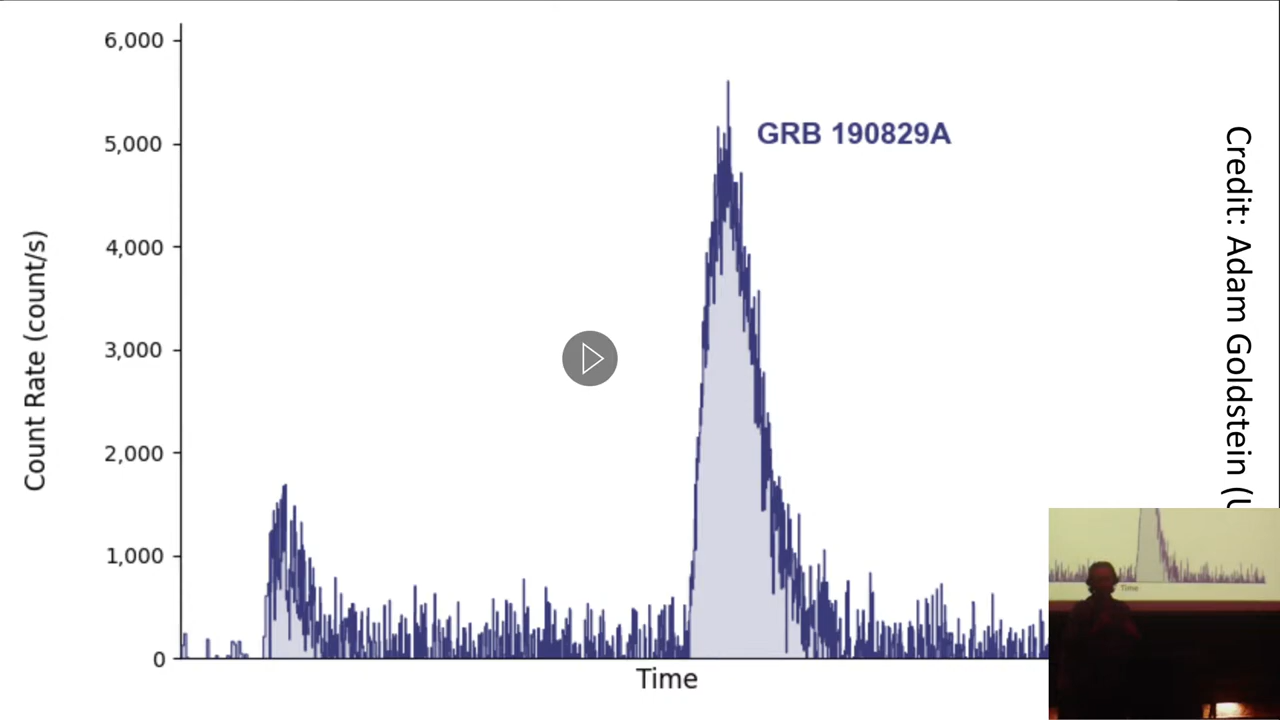 6,000
5,000
4,000
3,000
2,000
1,000
0
Count Rate (count/s)
GRB 190829A
Time
Credit: Adam Goldstein (
Time